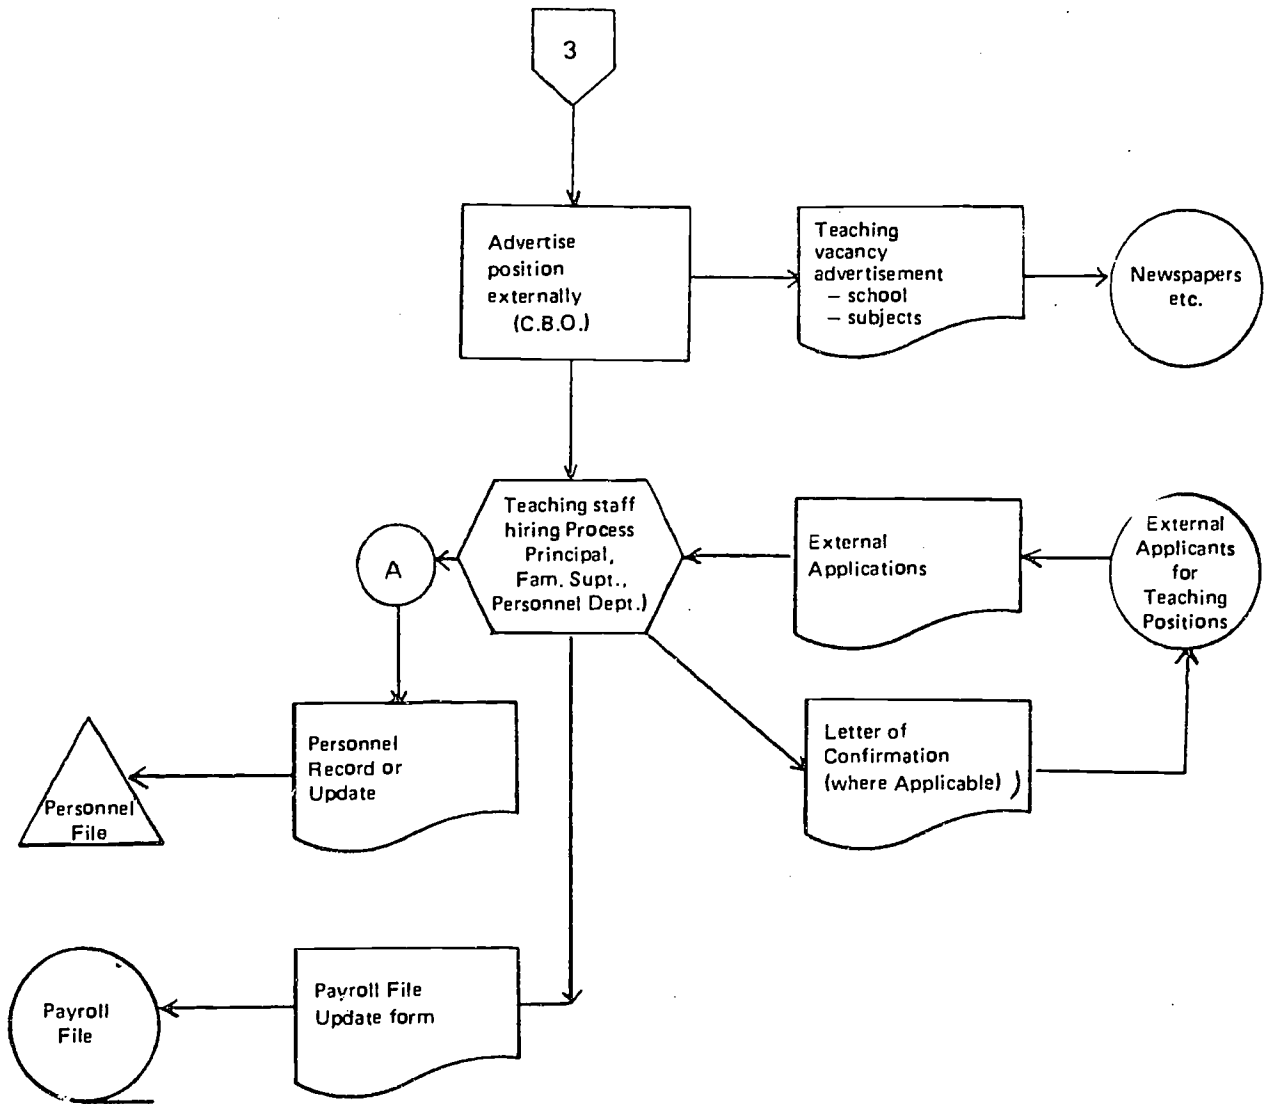 3
Advertise
position
externally
(C.B.O.)
Teaching
vacancy
advertisement
– school
– subjects
Newspapers
etc.
Teaching staff
hiring Process
Principal,
Fam. Supt.,
Personnel Dept.)
External
Applications
External
Applicants
for
Teaching
Positions
A
Letter of
Confirmation
(where Applicable) )
Personnel
Record or
Update
Personnel
File
Payroll File
Update form
Payroll
File